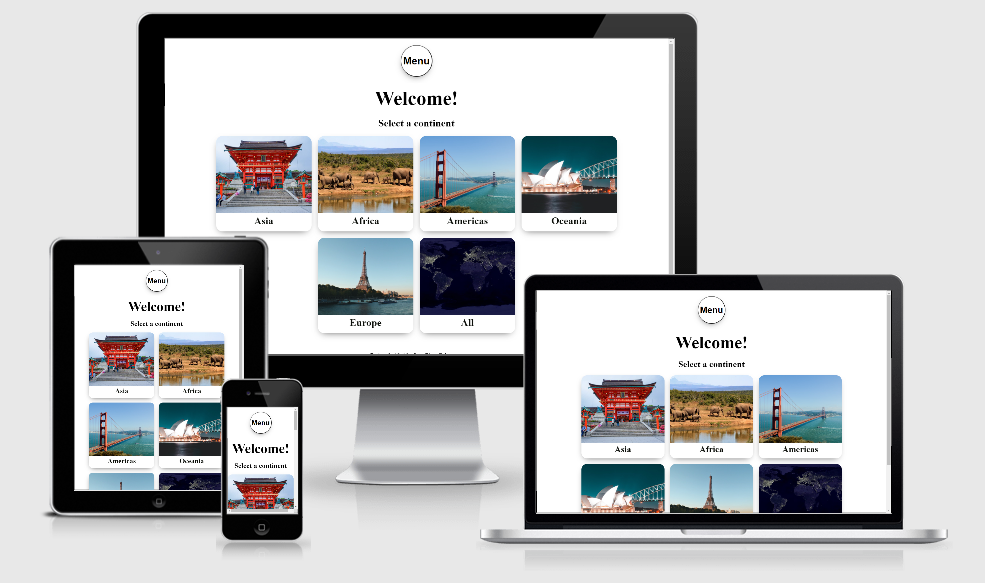 Menu
Welcome!
Select a continent
Asia Africa Americas Oceania
Europe All
Menu
Welcome!
Select a continent
Asia Africa
Americas Oceania
Menu
Welcome!
Select a continent
Menu
Welcome!
Select a continent
Asia Africa Americas